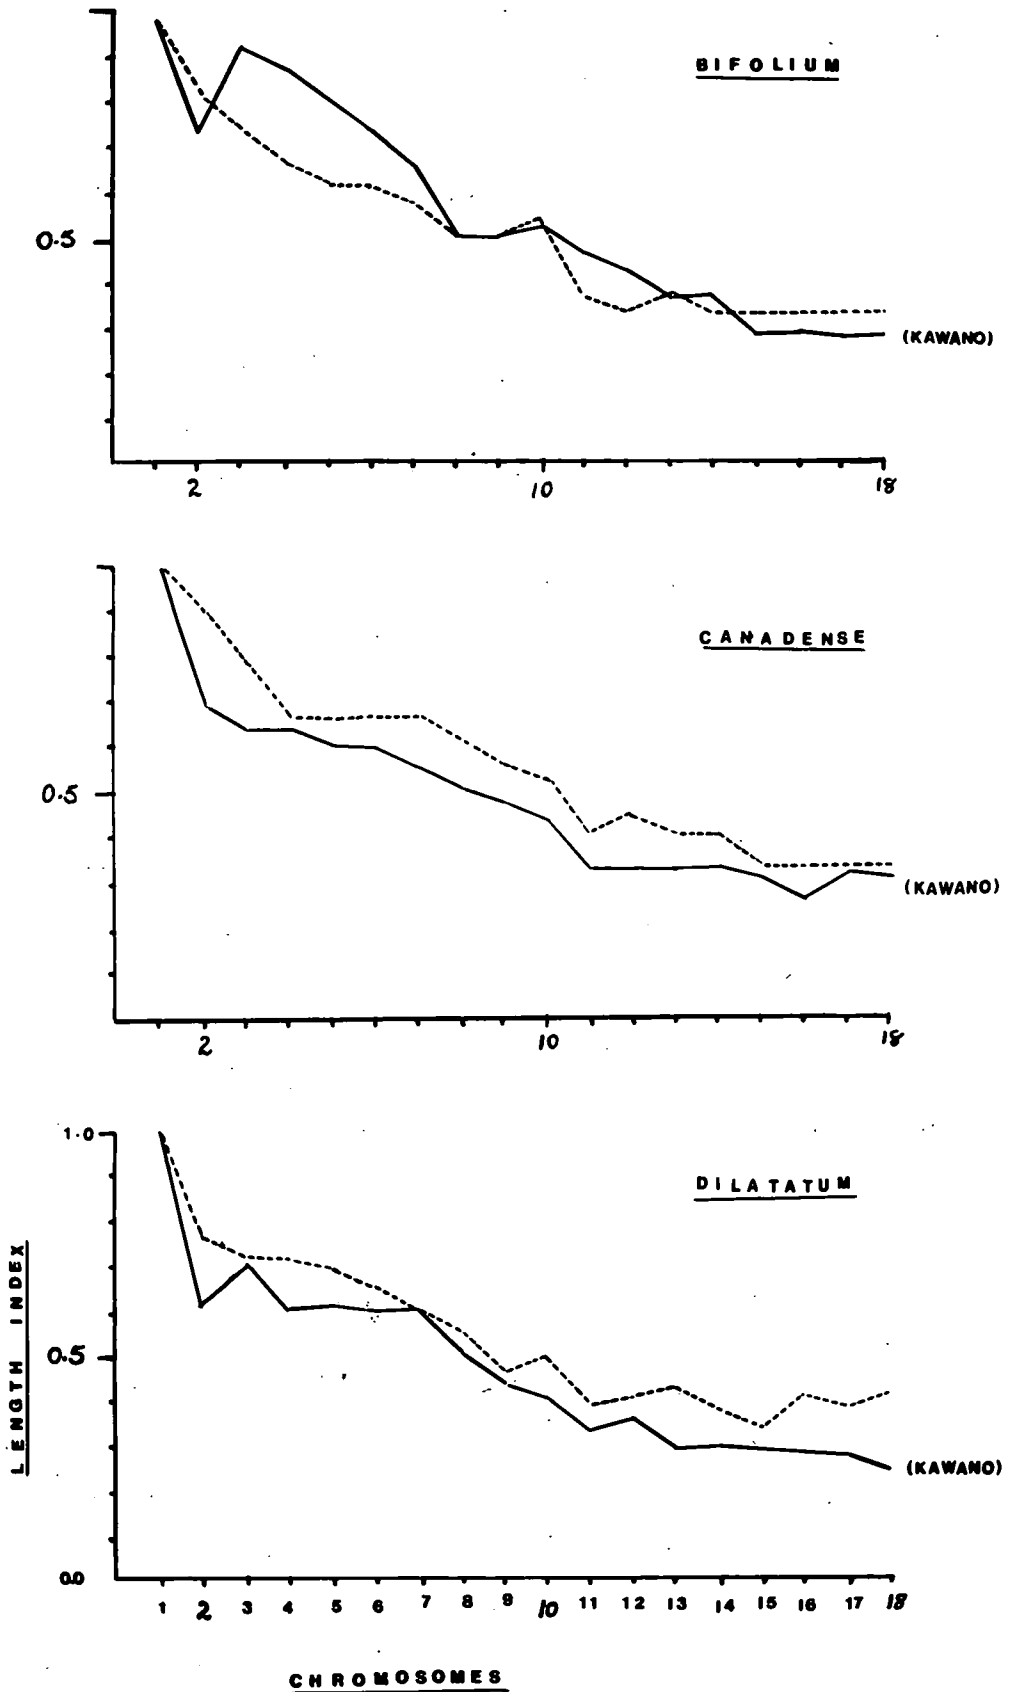 BIFOLIUM
0.5
(KAWANO)
2 10 18
CANADENSE
0.5
(KAWANO)
2 10 18
1.0
DILATATUM
LENGTH INDEX
0.5
(KAWANO)
0.0
1 2 3 4 5 6 7 8 9 10 11 12 13 14 15 16 17 18
CHROMOSOMES